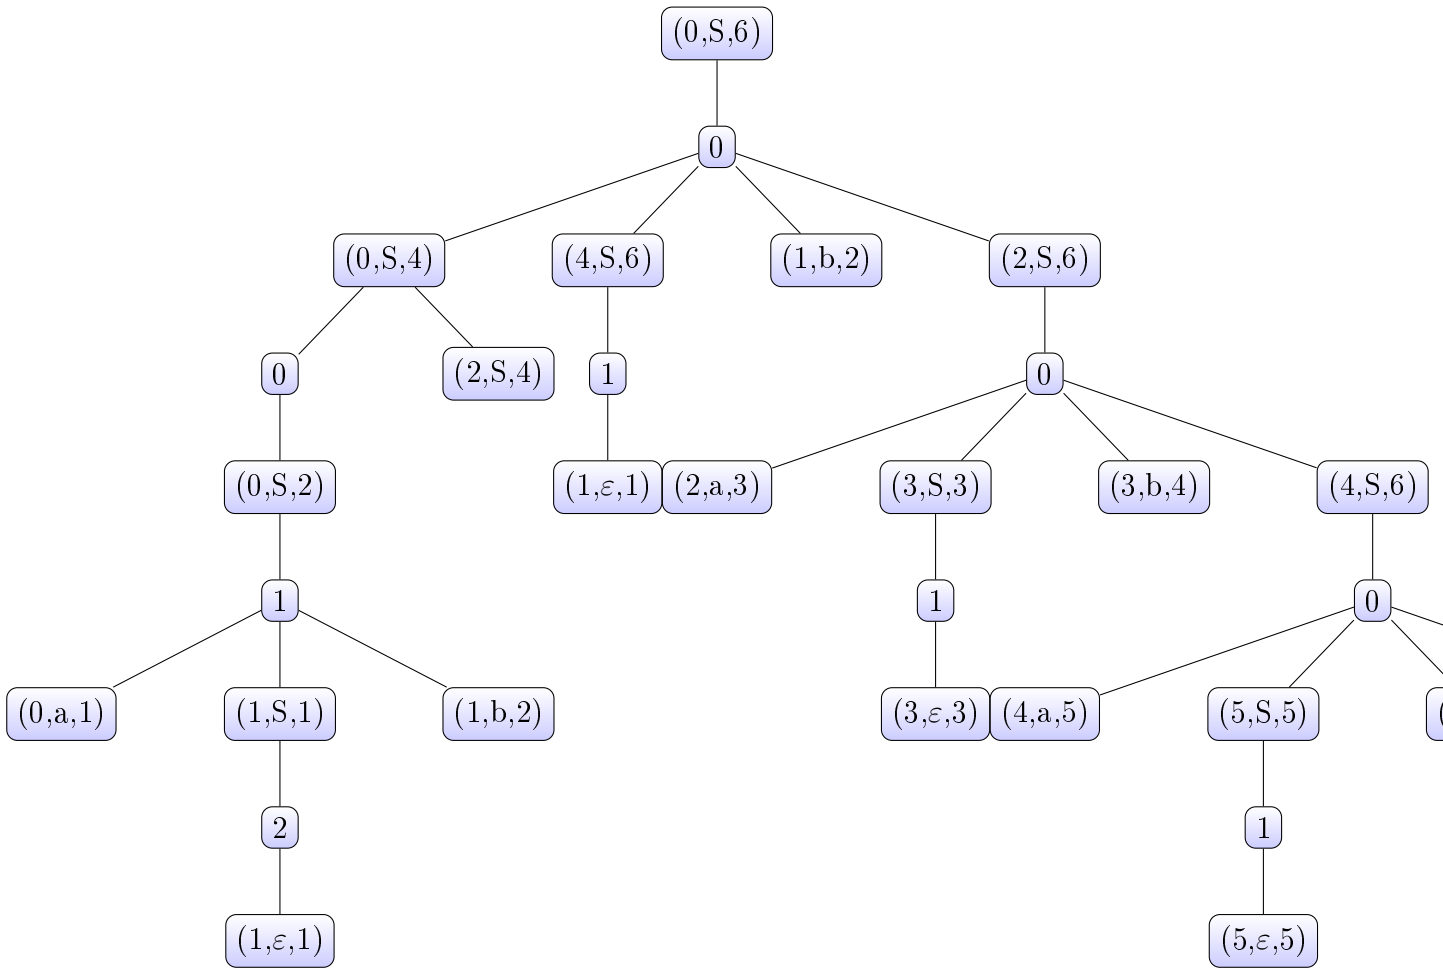 (0,S,6)
0
(0,S,4) (4,S,6) (1,b,2) (2,S,6)
0 (2,S,4) 1 0
(0,S,2) (1,ε,1) (2,a,3) (3,S,3) (3,b,4) (4,S,6)
1 1 0
(0,a,1) (1,S,1) (1,b,2) (3,ε,3) (4,a,5) (5,S,5) (
2 1
(1,ε,1) (5,ε,5)